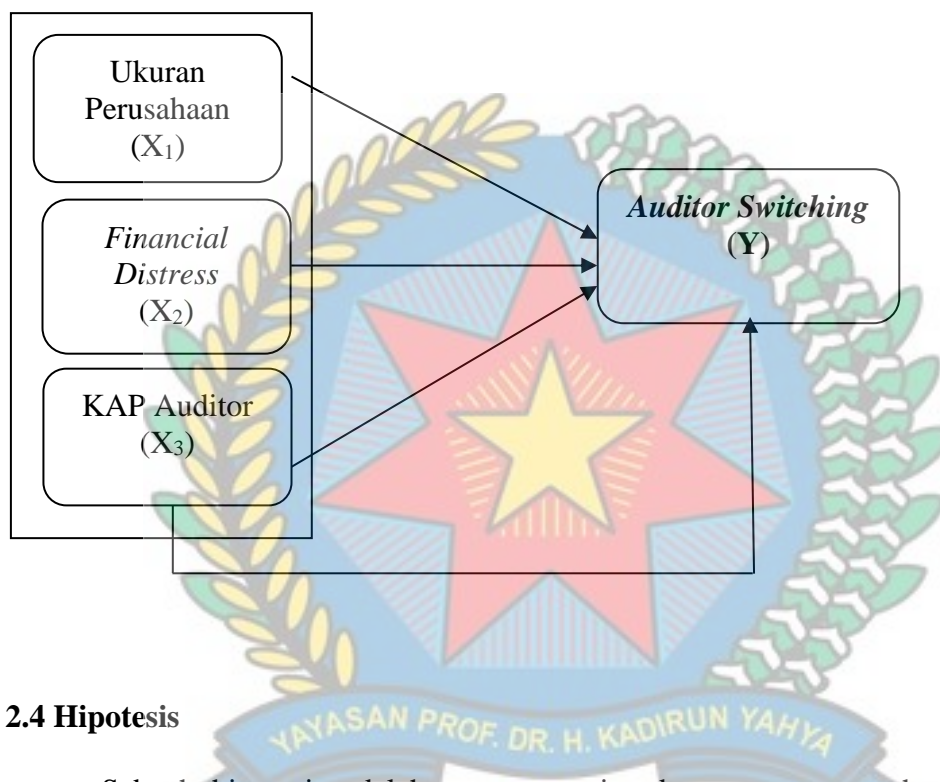 Ukuran
Perusahaan
(X₁)
Financial
Distress
(X₂)
KAP Auditor
(X₃)
Auditor Switching
(Y)
2.4 Hipotesis
YAYASAN PROF. DR. H. KADIRUN YAHYA